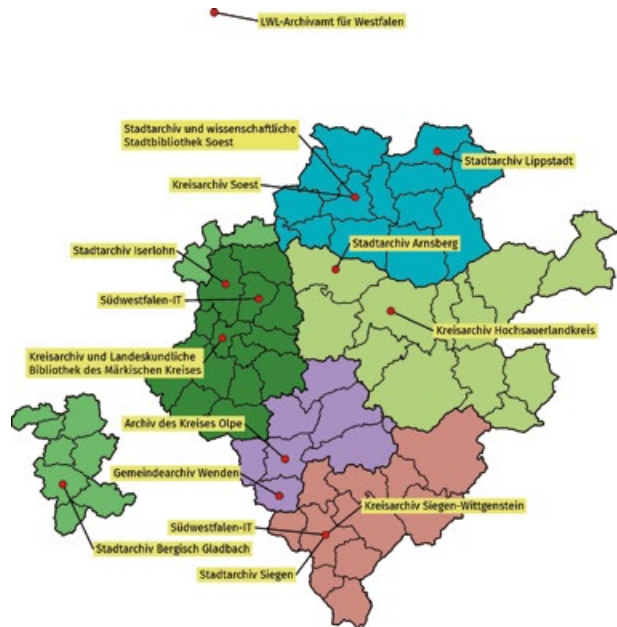 LWL-Archivamt für Westfalen
Stadtarchiv und wissenschaftliche
Stadtbibliothek Soest
Stadtarchiv Lippstadt
Kreisarchiv Soest
Stadtarchiv Arnsberg
Stadtarchiv Iserlohn
Südwestfalen-IT
Kreisarchiv Hochsauerlandkreis
Kreisarchiv und Landeskundliche
Bibliothek des Märkischen Kreises
Archiv des Kreises Olpe
Gemeindearchiv Wenden
Kreisarchiv Siegen-Wittgenstein
Südwestfalen-IT
Stadtarchiv Bergisch Gladbach
Stadtarchiv Siegen